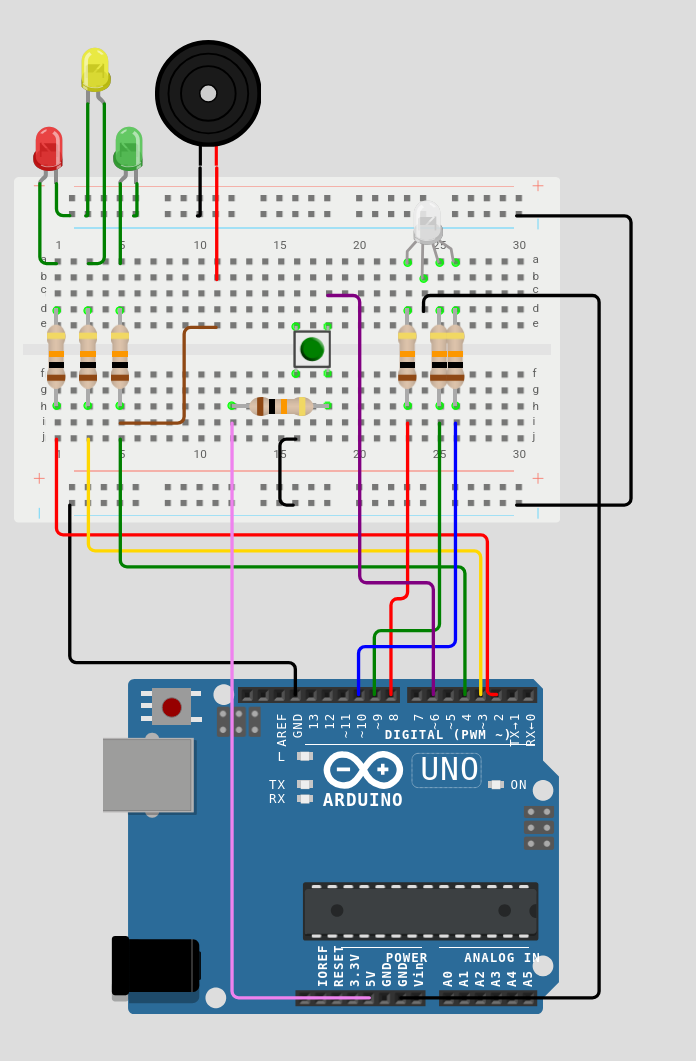 1 5 10 15 20 25 30
a a
b b
c c
d d
e e
f f
g g
h h
i i
j j
1 5 10 15 20 25 30
AREF
GND
13
12
~11
~10
~9
8
7
~6
~5
4
~3
2
TX→1
RX←0
DIGITAL (PWM ~)
L
TX
RX
ARDUINO
UNO
ON
POWER
ANALOG IN
IOREF
RESET
3.3V
5V
GND
GND
Vin
A0
A1
A2
A3
A4
A5